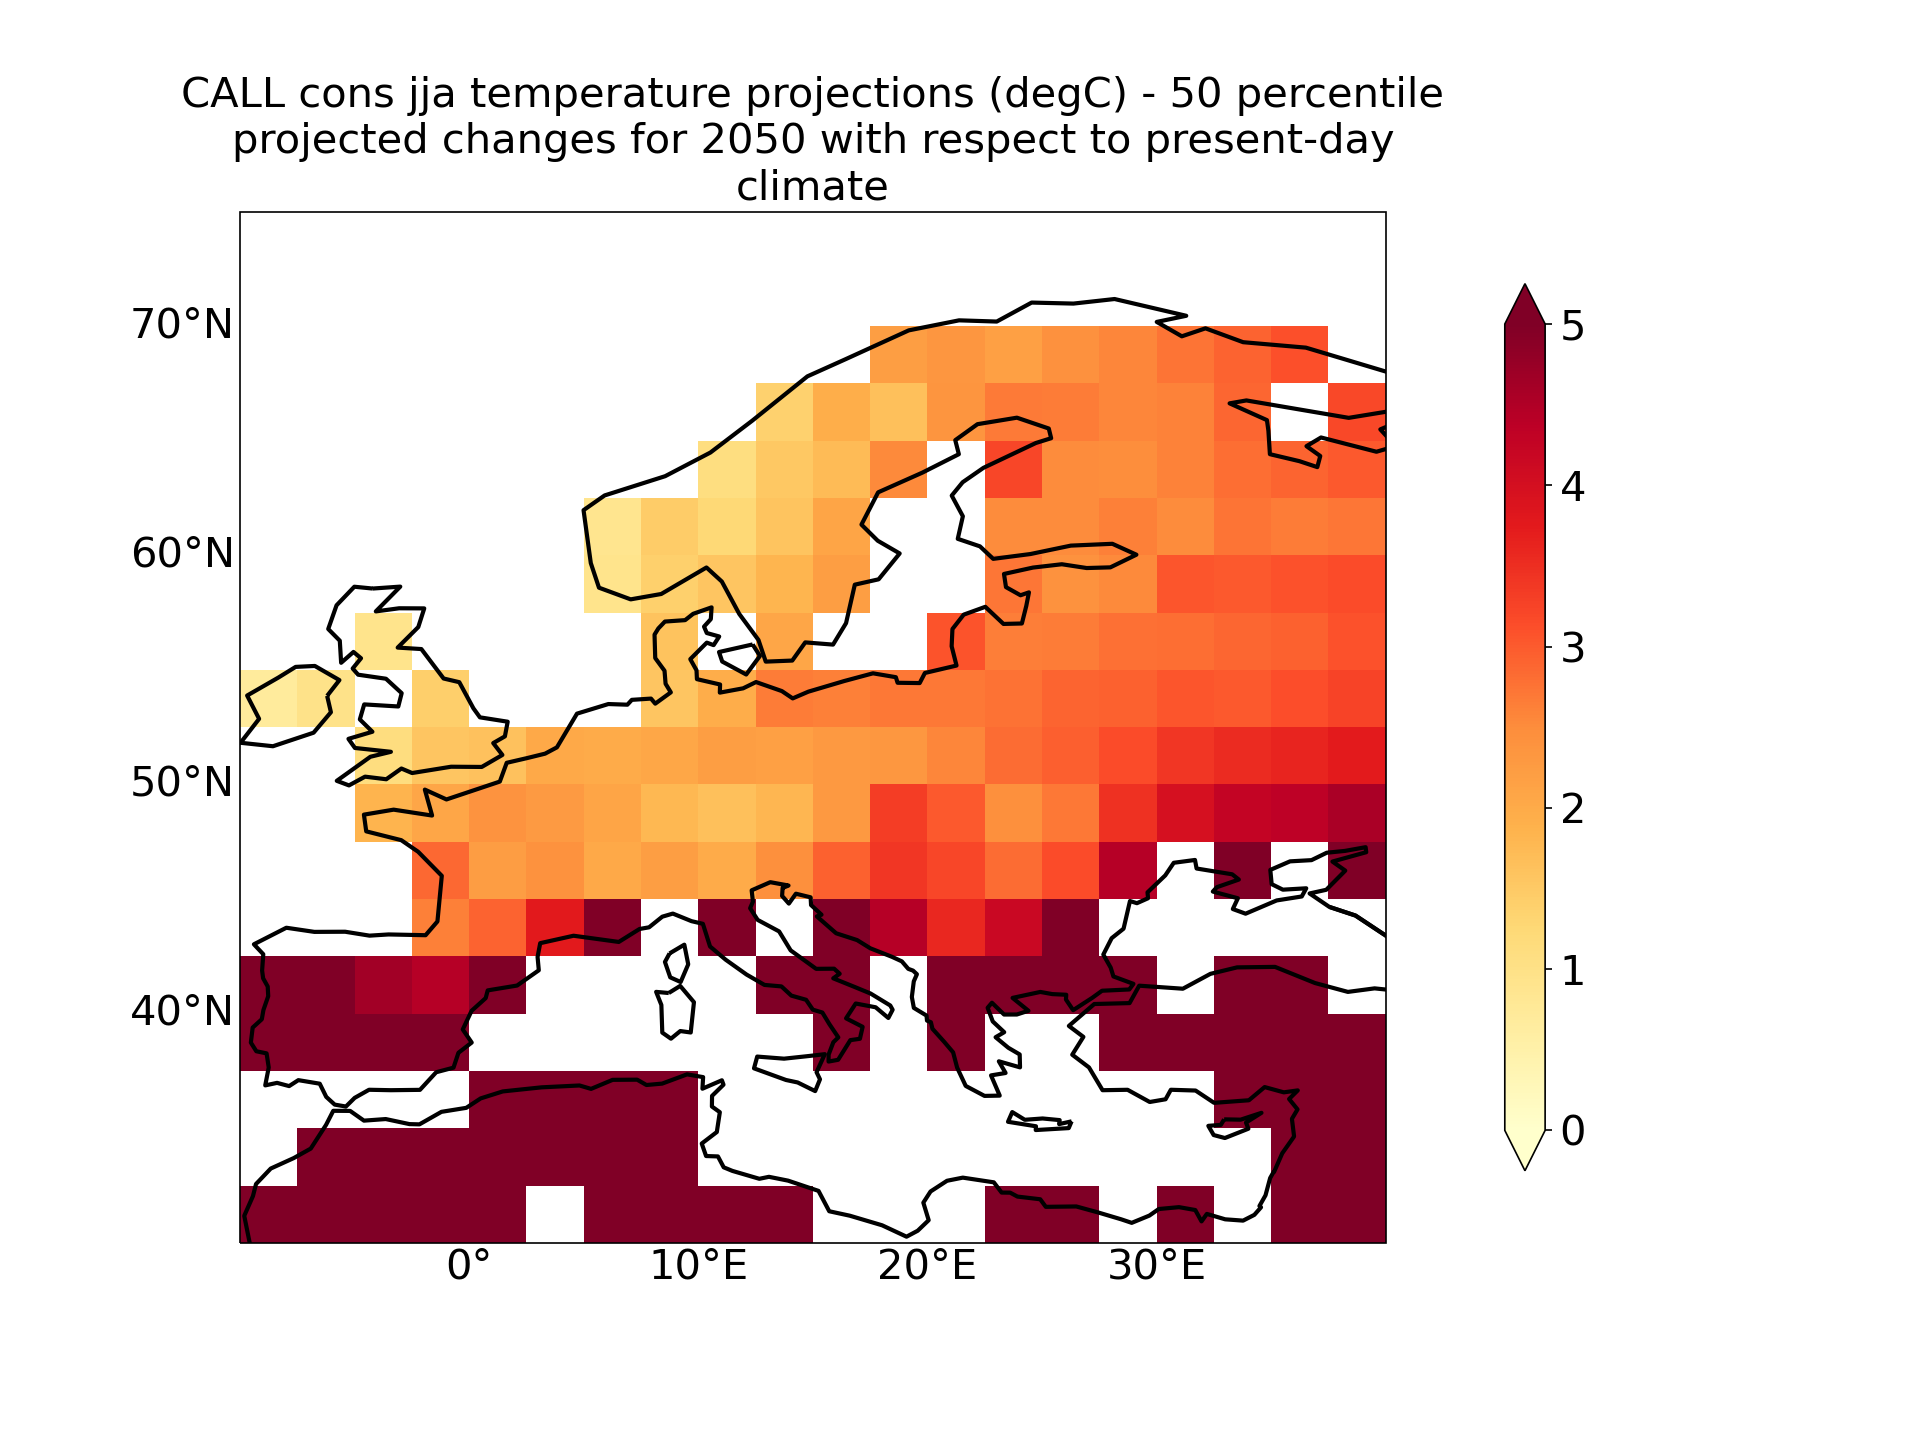 CALL cons jja temperature projections (degC) - 50 percentile
projected changes for 2050 with respect to present-day
climate
70°N
60°N
50°N
40°N
0°
10°E
20°E
30°E
5
4
3
2
1
0